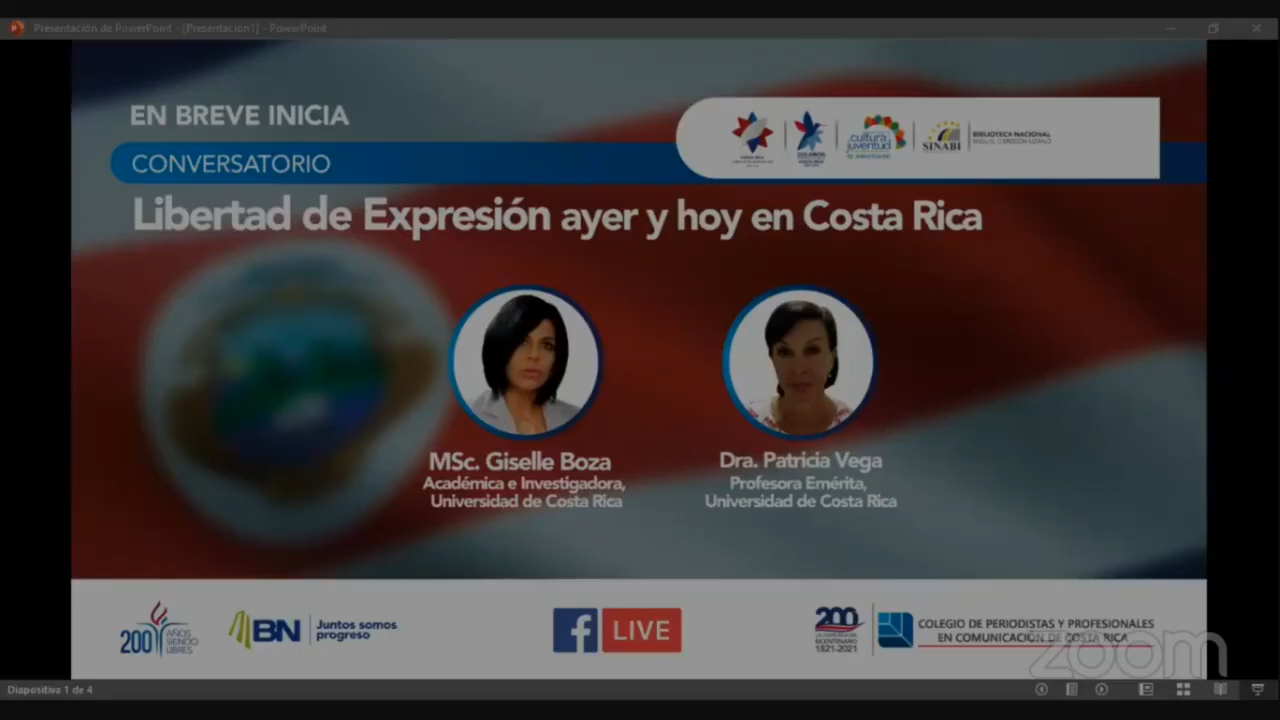 Presentación de PowerPoint - [Presentación1] - PowerPoint
EN BREVE INICIA
CONVERSATORIO
Libertad de Expresión ayer y hoy en Costa Rica
cultura
juventud
SINABI
BIBLIOTECA NACIONAL
MSc. Giselle Boza
Académica e Investigadora,
Universidad de Costa Rica
Dra. Patricia Vega
Profesora Emérita,
Universidad de Costa Rica
200 AÑOS
SIENDO
LIBRES
BN
Juntos somos
progreso
f LIVE
200
BICENTENARIO
1821-2021
COLEGIO DE PERIODISTAS Y PROFESIONALES
EN COMUNICACIÓN DE COSTA RICA
zoom
Diapositiva 1 de 4